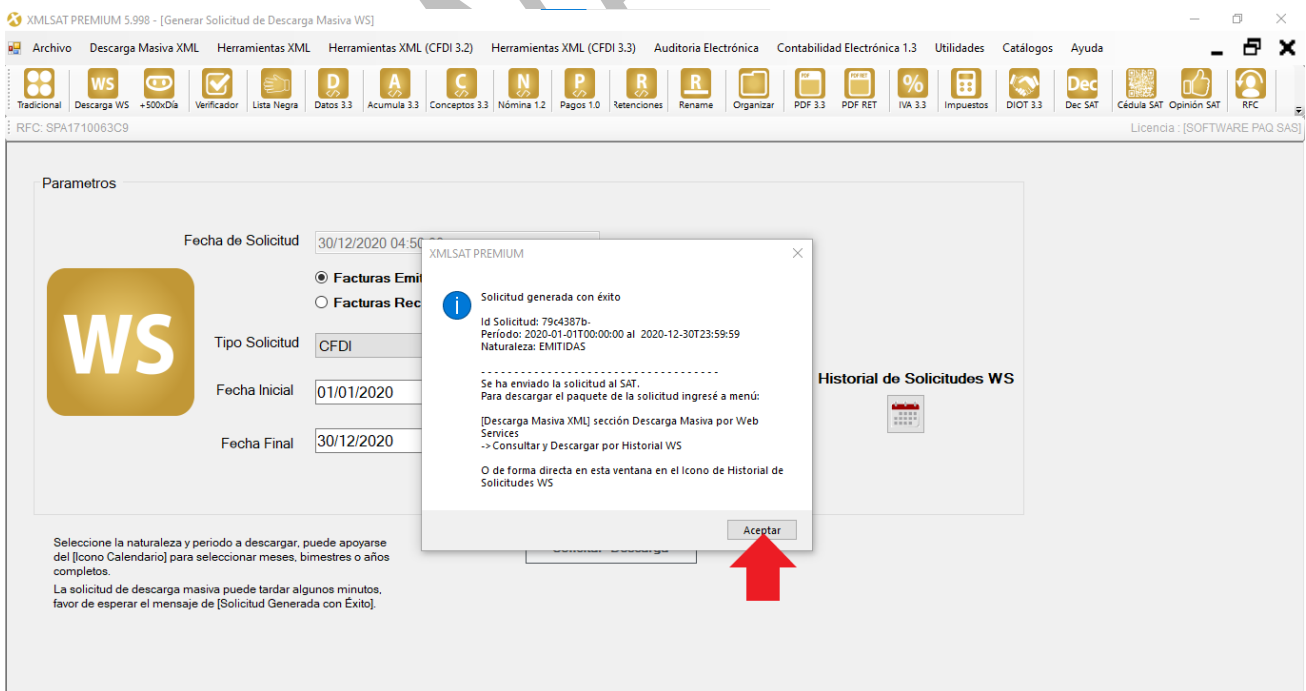 XMLSAT PREMIUM 5.998 - [Generar Solicitud de Descarga Masiva WS]
Archivo Descarga Masiva XML Herramientas XML Herramientas XML (CFDI 3.2) Herramientas XML (CFDI 3.3) Auditoria Electrónica Contabilidad Electrónica 1.3 Utilidades Catálogos Ayuda
WS D A C N P R R PDF PDF RET % Dec
Tradicional Descarga WS +500xDía Verificador Lista Negra Datos 3.3 Acumula 3.3 Conceptos 3.3 Nómina 1.2 Pagos 1.0 Retenciones Rename Organizar PDF 3.3 PDF RET IVA 3.3 Impuestos DIOT 3.3 Dec SAT Cédula SAT Opinión SAT RFC
RFC: SPA1710063C9 Licencia : [SOFTWARE PAQ SAS]
Parametros
Fecha de Solicitud 30/12/2020 04:50
Facturas Emit
Facturas Rec
WS
Tipo Solicitud CFDI
Fecha Inicial 01/01/2020
Fecha Final 30/12/2020
XMLSAT PREMIUM
Solicitud generada con éxito
Id Solicitud: 79c4387b-
Período: 2020-01-01T00:00:00 al 2020-12-30T23:59:59
Naturaleza: EMITIDAS
- - - - - - - - - - - - - - - - - - - - - - - - - - - - - - - - - - - -
Se ha enviado la solicitud al SAT.
Para descargar el paquete de la solicitud ingresé a menú:
[Descarga Masiva XML] sección Descarga Masiva por Web
Services
->Consultar y Descargar por Historial WS
O de forma directa en esta ventana en el Icono de Historial de
Solicitudes WS
Aceptar
Historial de Solicitudes WS
Seleccione la naturaleza y periodo a descargar, puede apoyarse
del [Icono Calendario] para seleccionar meses, bimestres o años
completos.
La solicitud de descarga masiva puede tardar algunos minutos,
favor de esperar el mensaje de [Solicitud Generada con Éxito].